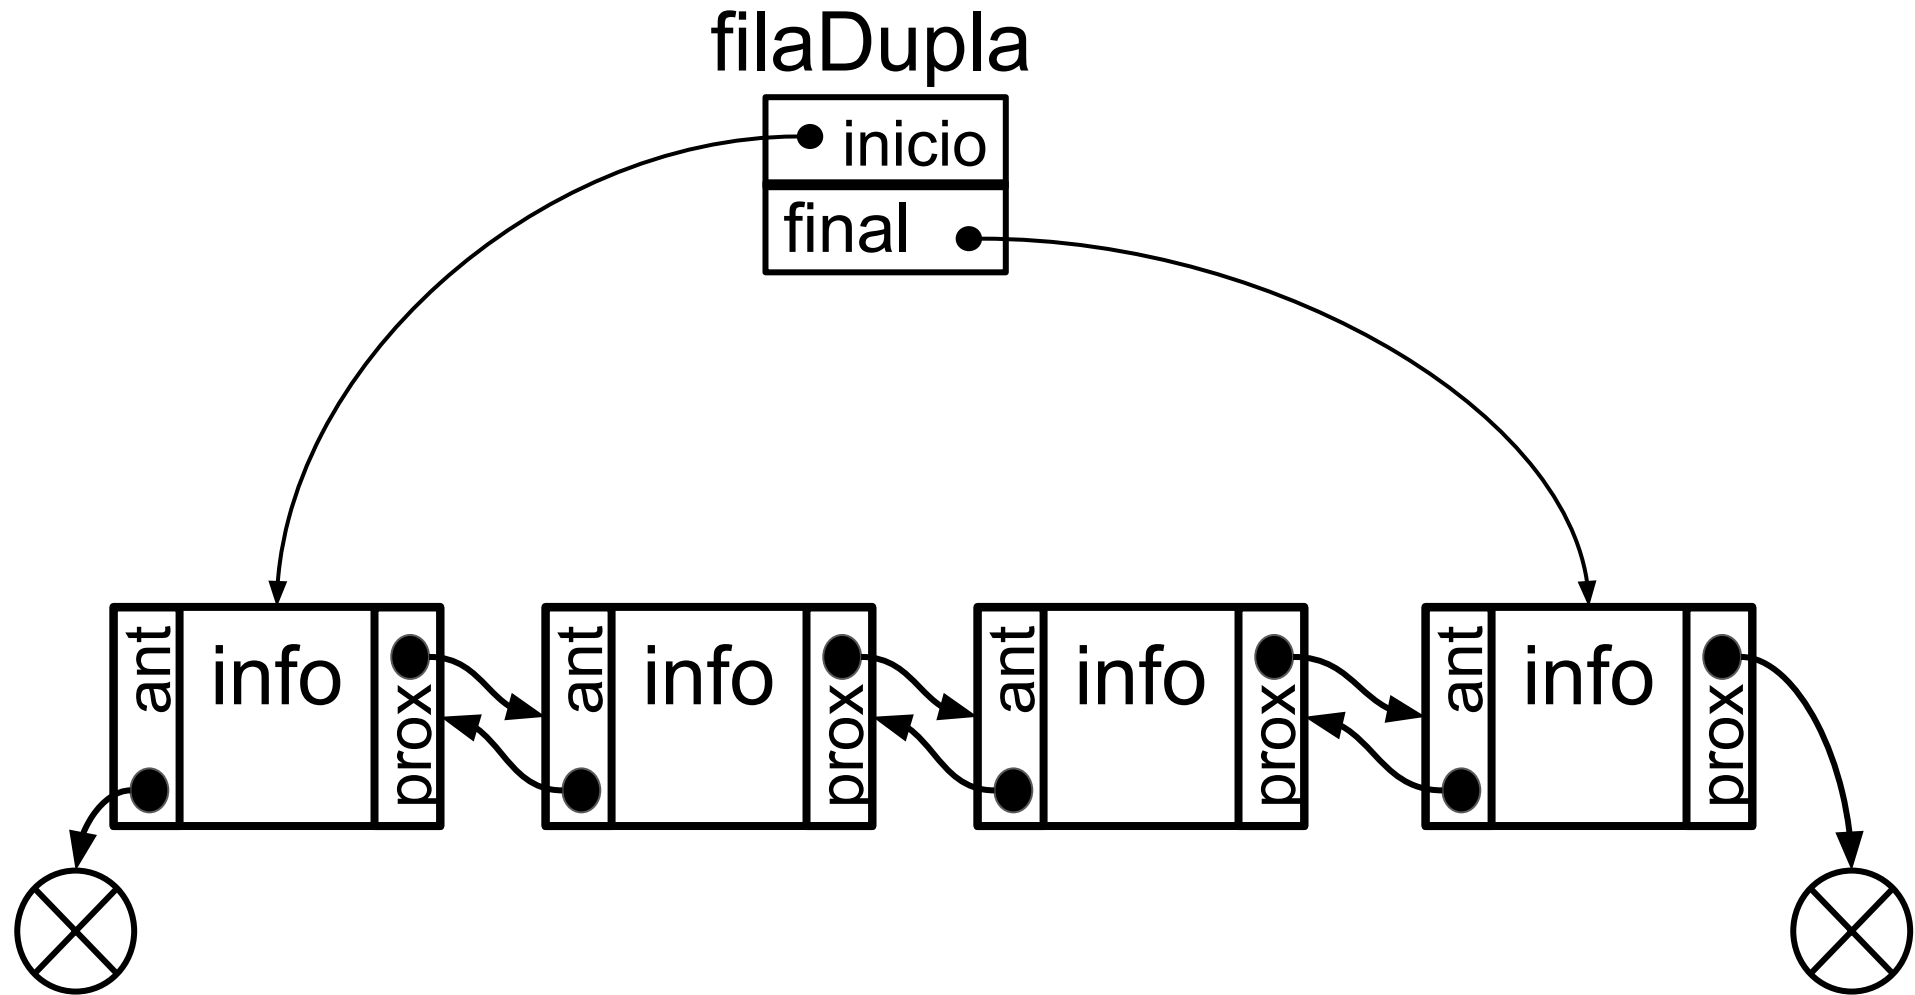 filaDupla
inicio
final
ant info prox
ant info prox
ant info prox
ant info prox